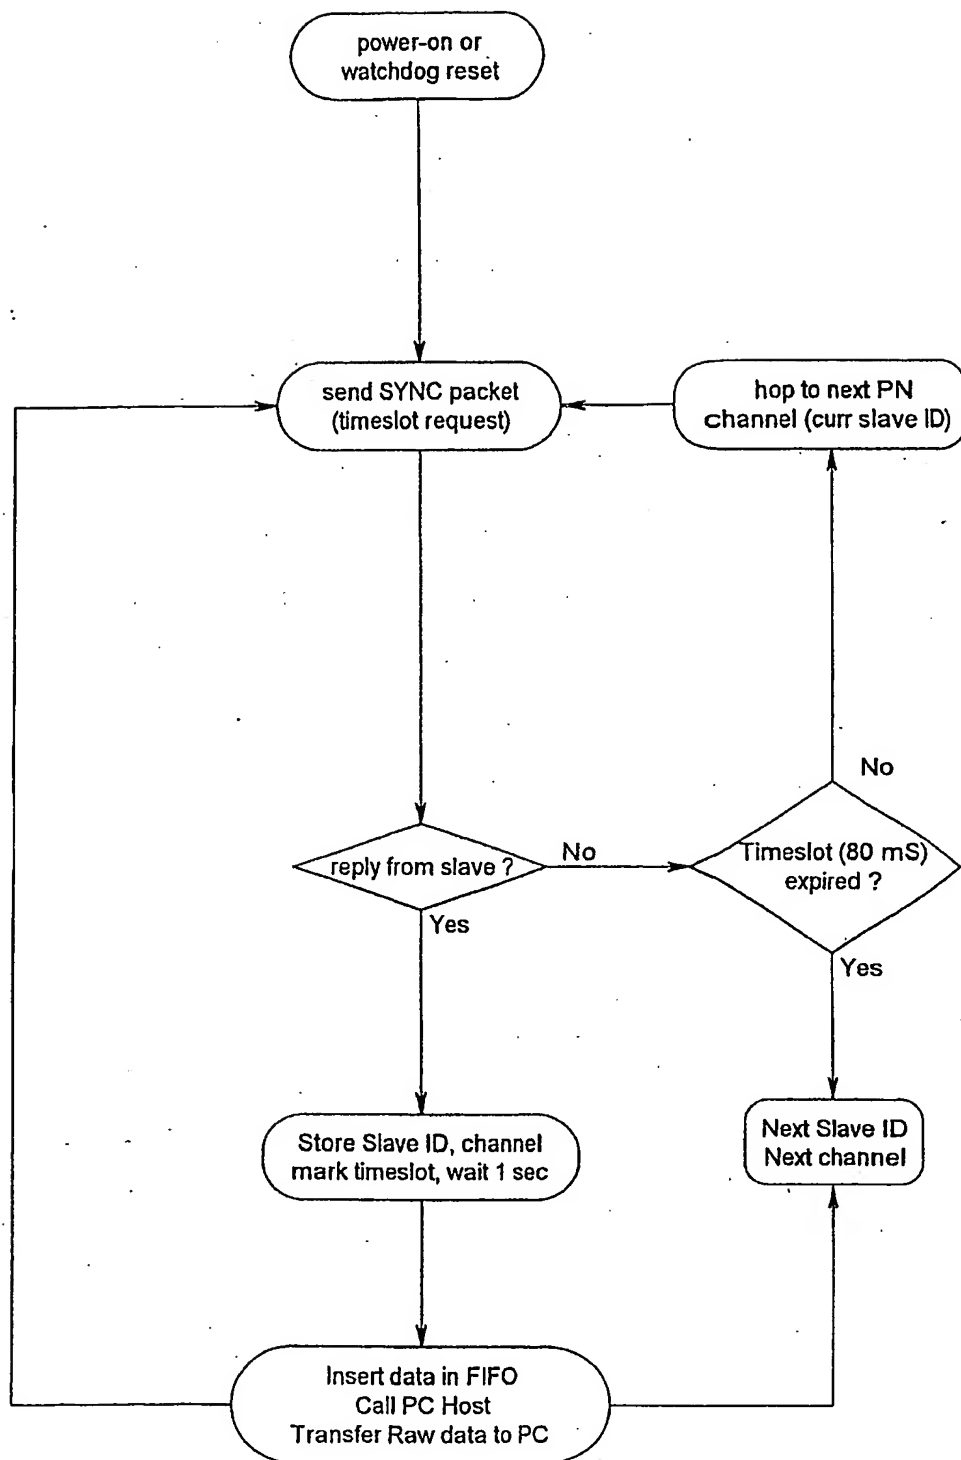 power-on or
watchdog reset
send SYNC packet
(timeslot request)
hop to next PN
channel (curr slave ID)
No
reply from slave ?
No
Timeslot (80 mS)
expired ?
Yes
Yes
Store Slave ID, channel
mark timeslot, wait 1 sec
Next Slave ID
Next channel
Insert data in FIFO
Call PC Host
Transfer Raw data to PC